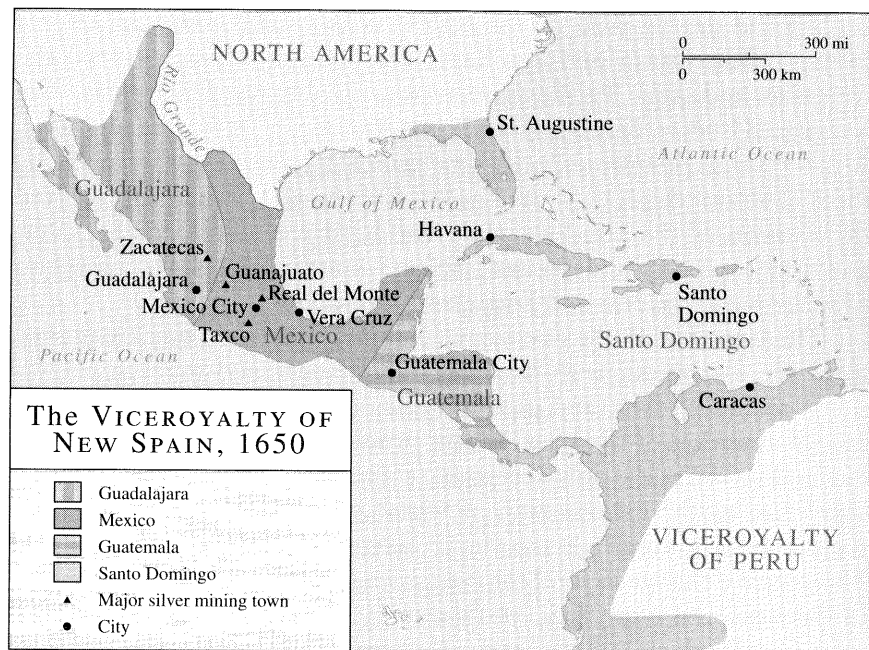 NORTH AMERICA
0 300 mi
0 300 km
Rio Grande
St. Augustine
Atlantic Ocean
Guadalajara
Gulf of Mexico
Havana
Zacatecas
Guanajuato
Guadalajara
Real del Monte
Mexico City
Vera Cruz
Taxco
Mexico
Santo
Domingo
Santo Domingo
Pacific Ocean
Guatemala City
Guatemala
Caracas
THE VICEROYALTY OF
NEW SPAIN, 1650
Guadalajara
Mexico
Guatemala
Santo Domingo
Major silver mining town
City
VICEROYALTY
OF PERU